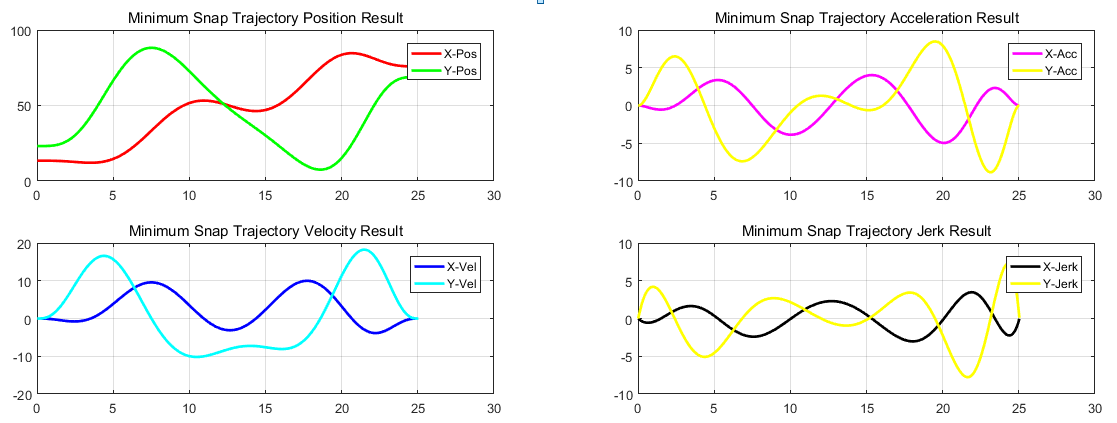 Minimum Snap Trajectory Position Result
100
50
0
0 5 10 15 20 25 30
X-Pos
Y-Pos
Minimum Snap Trajectory Acceleration Result
10
5
0
-5
-10
0 5 10 15 20 25 30
X-Acc
Y-Acc
Minimum Snap Trajectory Velocity Result
20
10
0
-10
-20
0 5 10 15 20 25 30
X-Vel
Y-Vel
Minimum Snap Trajectory Jerk Result
10
5
0
-5
-10
0 5 10 15 20 25 30
X-Jerk
Y-Jerk